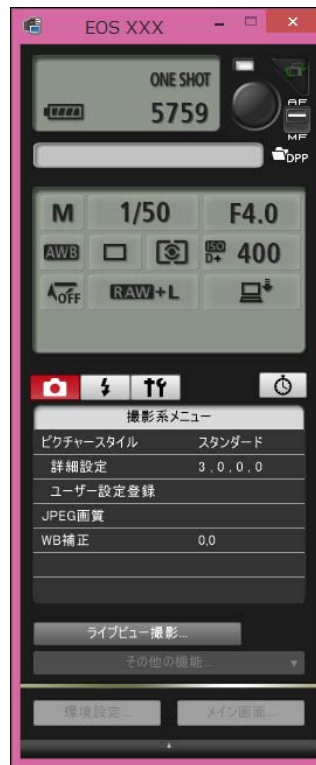 EOS XXX
ONE SHOT
5759
AF
MF
DPP
M 1/50 F4.0
AWB ISO D+ 400
OFF RAW+L
撮影系メニュー
ピクチャースタイル スタンダード
詳細設定 3,0,0,0
ユーザー設定登録
JPEG画質
WB補正 0,0
ライブビュー撮影...
その他の機能...
環境設定... メイン画面...